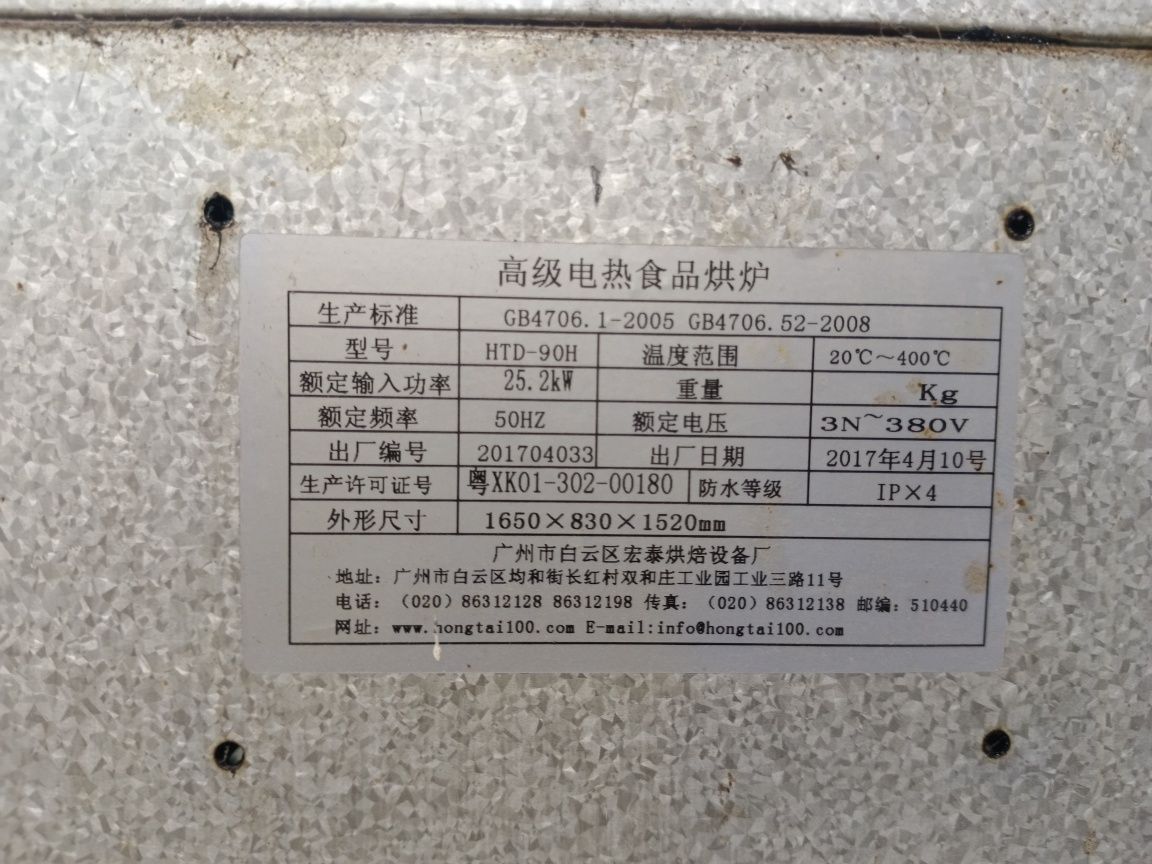 高级电热食品烘炉
生产标准 GB4706.1-2005 GB4706.52-2008
型号 HTD-90H 温度范围 20℃～400℃
额定输入功率 25.2kW 重量 Kg
额定频率 50HZ 额定电压 3N~380V
出厂编号 201704033 出厂日期 2017年4月10号
生产许可证号 粤XK01-302-00180 防水等级 IP×4
外形尺寸 1650×830×1520mm
广州市白云区宏泰烘焙设备厂
地址：广州市白云区均和街长红村双和庄工业园工业三路11号
电话：（020）86312128 86312198 传真：（020）86312138 邮编：510440
网址：www.hongtai100.com E-mail:info@hongtai100.com